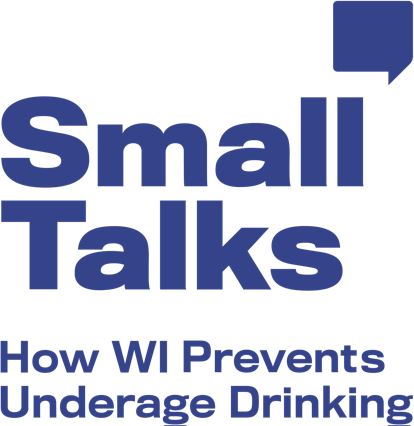 Small
Talks
How WI Prevents
Underage Drinking